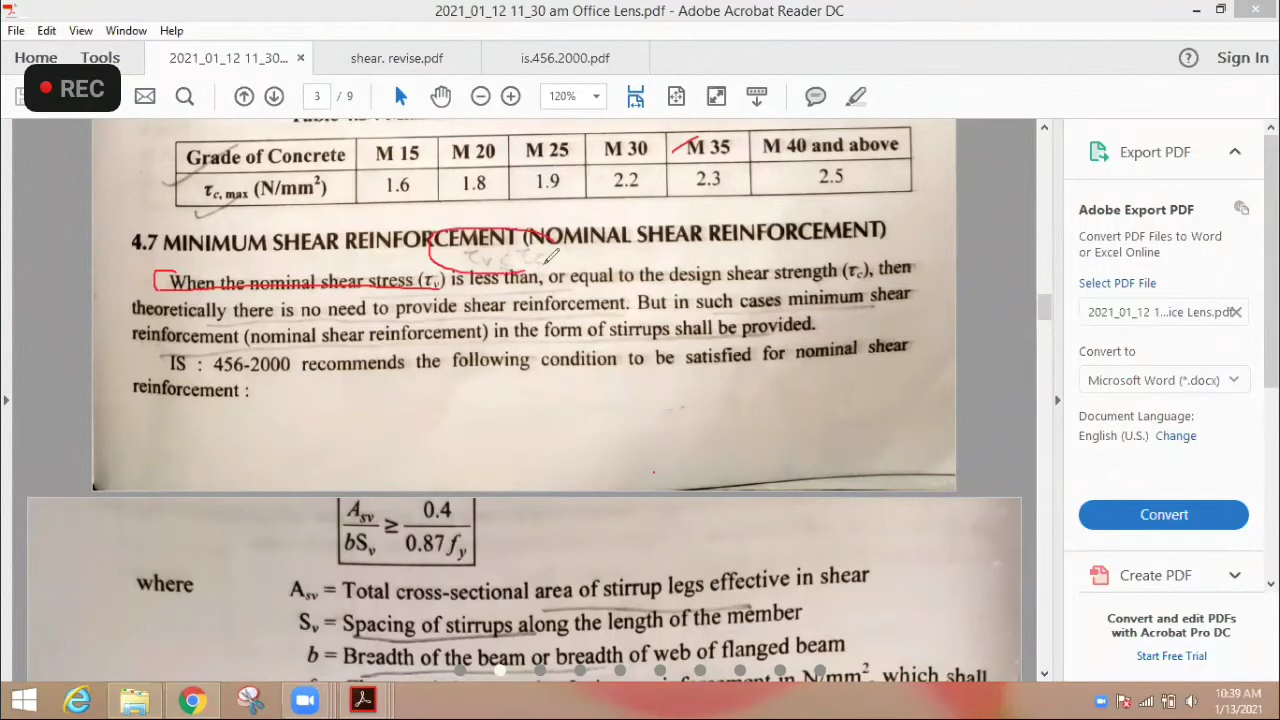 2021_01_12 11_30 am Office Lens.pdf - Adobe Acrobat Reader DC
File Edit View Window Help
Home Tools 2021_01_12 11_30... × shear. revise.pdf is.456.2000.pdf Sign In
REC 3 / 9 120%
Grade of Concrete M 15 M 20 M 25 M 30 M 35 M 40 and above
τc, max (N/mm²) 1.6 1.8 1.9 2.2 2.3 2.5
4.7 MINIMUM SHEAR REINFORCEMENT (NOMINAL SHEAR REINFORCEMENT)
When the nominal shear stress (τv) is less than, or equal to the design shear strength (τc), then
theoretically there is no need to provide shear reinforcement. But in such cases minimum shear
reinforcement (nominal shear reinforcement) in the form of stirrups shall be provided.
IS : 456-2000 recommends the following condition to be satisfied for nominal shear
reinforcement :
Asv / bSv ≥ 0.4 / 0.87 fy
where Asv = Total cross-sectional area of stirrup legs effective in shear
Sv = Spacing of stirrups along the length of the member
b = Breadth of the beam or breadth of web of flanged beam
in N/mm², which shall
Export PDF
Adobe Export PDF
Convert PDF Files to Word
or Excel Online
Select PDF File
2021_01_12 1...ice Lens.pdf
Convert to
Microsoft Word (*.docx)
Document Language:
English (U.S.) Change
Convert
Create PDF
Convert and edit PDFs
with Acrobat Pro DC
Start Free Trial
10:39 AM
1/13/2021